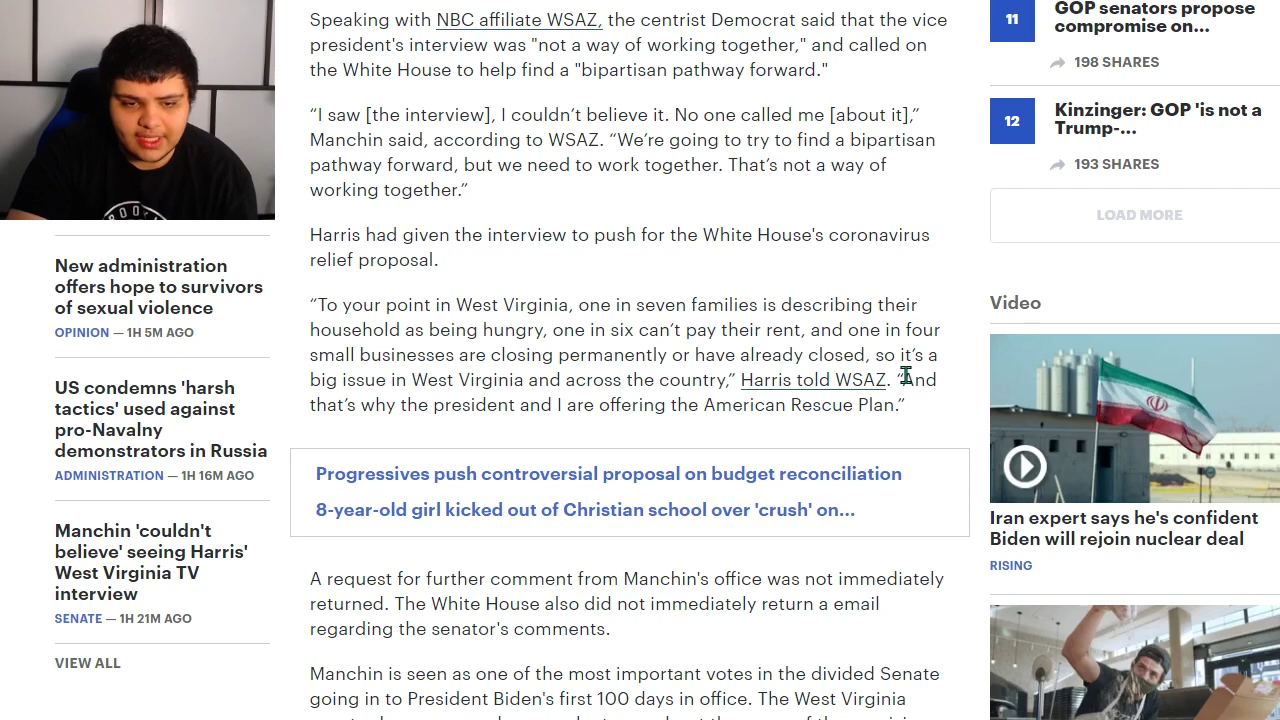 Speaking with NBC affiliate WSAZ, the centrist Democrat said that the vice
president's interview was "not a way of working together," and called on
the White House to help find a "bipartisan pathway forward."
“I saw [the interview], I couldn’t believe it. No one called me [about it],”
Manchin said, according to WSAZ. “We’re going to try to find a bipartisan
pathway forward, but we need to work together. That’s not a way of
working together.”
Harris had given the interview to push for the White House's coronavirus
relief proposal.
“To your point in West Virginia, one in seven families is describing their
household as being hungry, one in six can’t pay their rent, and one in four
small businesses are closing permanently or have already closed, so it’s a
big issue in West Virginia and across the country,” Harris told WSAZ. “And
that’s why the president and I are offering the American Rescue Plan.”
Progressives push controversial proposal on budget reconciliation
8-year-old girl kicked out of Christian school over 'crush' on...
A request for further comment from Manchin's office was not immediately
returned. The White House also did not immediately return a email
regarding the senator's comments.
Manchin is seen as one of the most important votes in the divided Senate
going in to President Biden's first 100 days in office. The West Virginia
New administration
offers hope to survivors
of sexual violence
OPINION — 1H 5M AGO
US condemns 'harsh
tactics' used against
pro-Navalny
demonstrators in Russia
ADMINISTRATION — 1H 16M AGO
Manchin 'couldn't
believe' seeing Harris'
West Virginia TV
interview
SENATE — 1H 21M AGO
VIEW ALL
11
GOP senators propose
compromise on...
198 SHARES
12
Kinzinger: GOP 'is not a
Trump-...
193 SHARES
LOAD MORE
Video
Iran expert says he's confident
Biden will rejoin nuclear deal
RISING